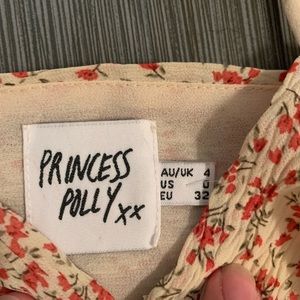 PRINCESS
POLLY xx
AU/UK 4
US 0
EU 32